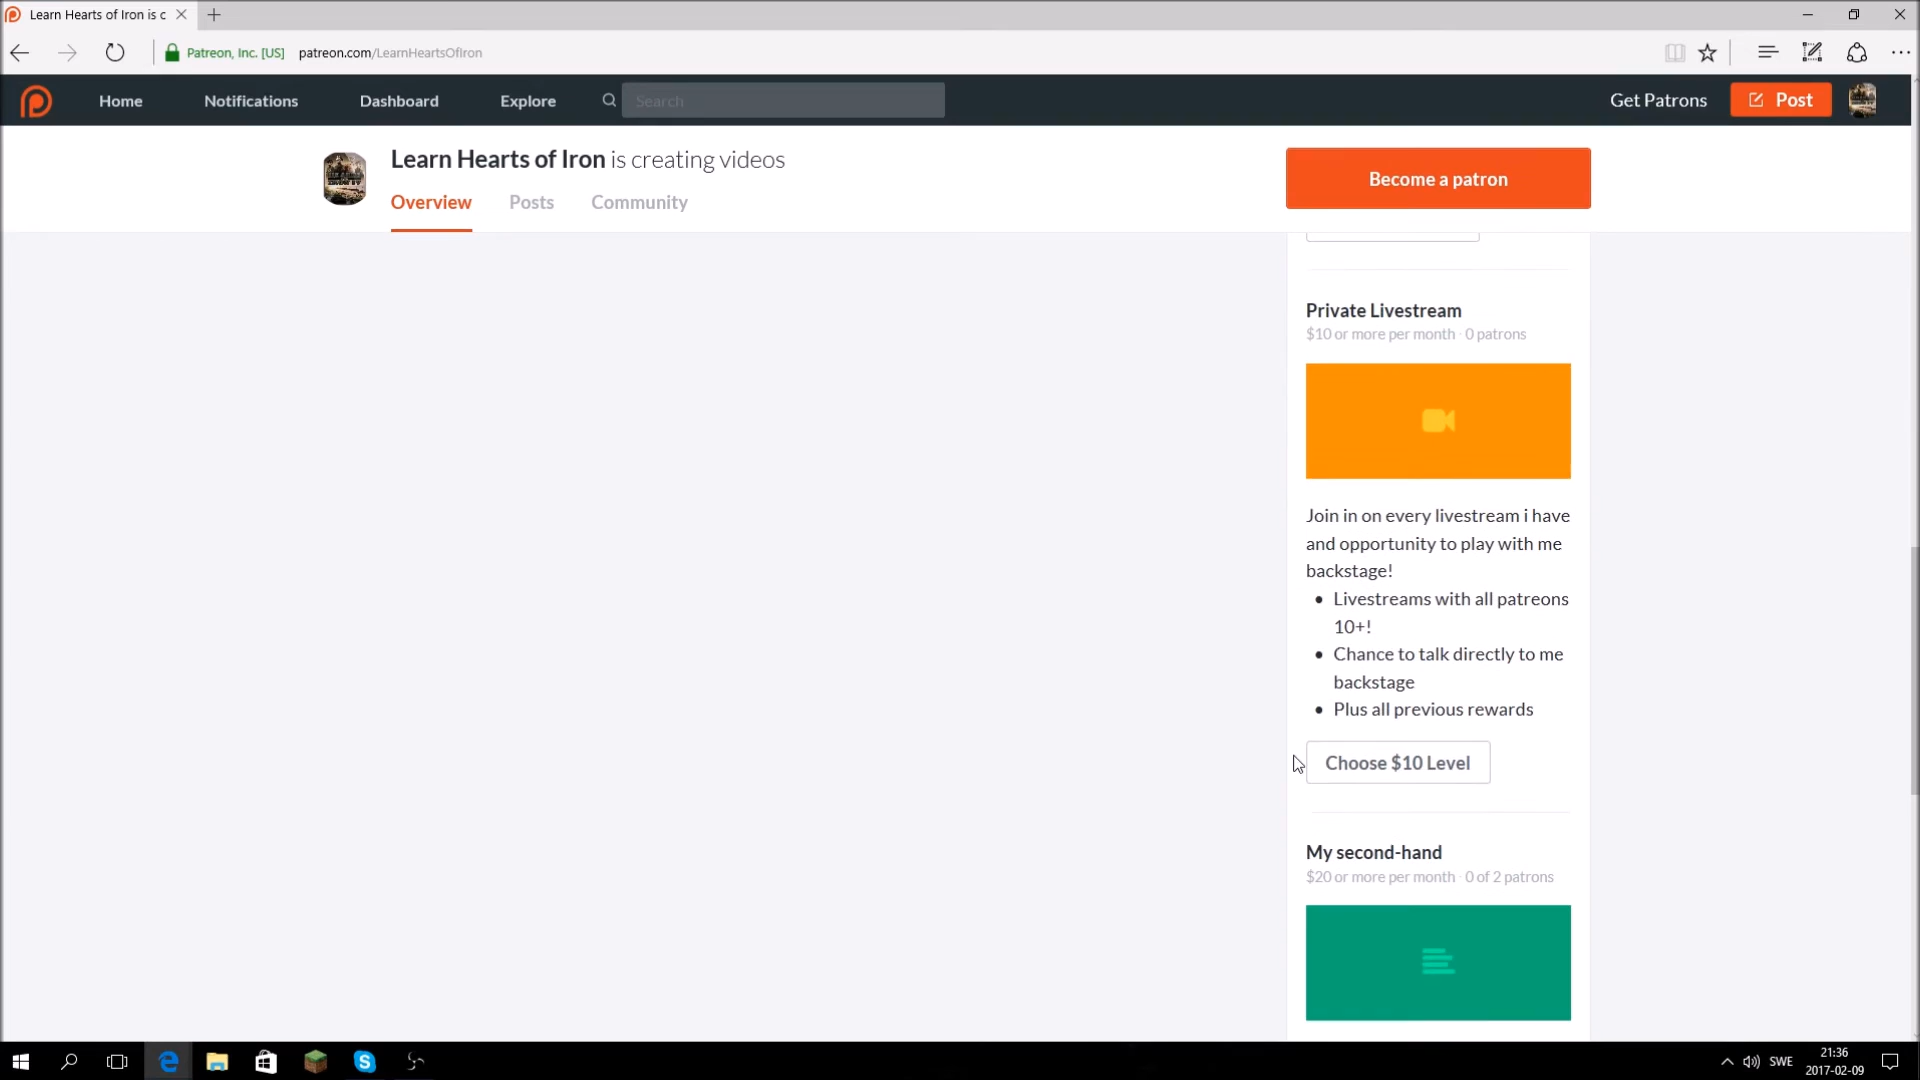 Learn Hearts of Iron is c
Patreon, Inc. [US]
patreon.com/LearnHeartsOfIron
Home
Notifications
Dashboard
Explore
Search
Get Patrons
Post
Learn Hearts of Iron is creating videos
Become a patron
Overview
Posts
Community
Private Livestream
$10 or more per month · 0 patrons
Join in on every livestream i have
and opportunity to play with me
backstage!
• Livestreams with all patreons
10+!
• Chance to talk directly to me
backstage
• Plus all previous rewards
Choose $10 Level
My second-hand
$20 or more per month · 0 of 2 patrons
SWE
21:36
2017-02-09